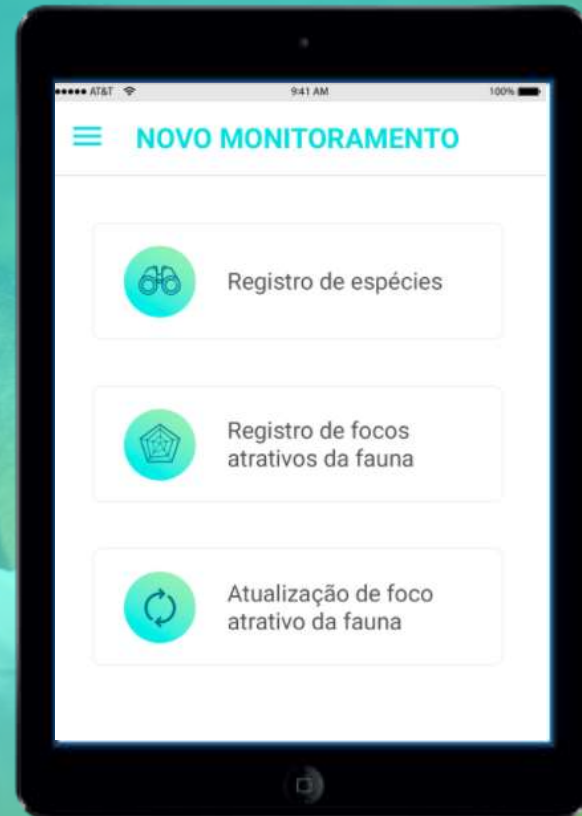 AT&T 9:41 AM 100%
NOVO MONITORAMENTO
Registro de espécies
Registro de focos
atrativos da fauna
Atualização de foco
atrativo da fauna